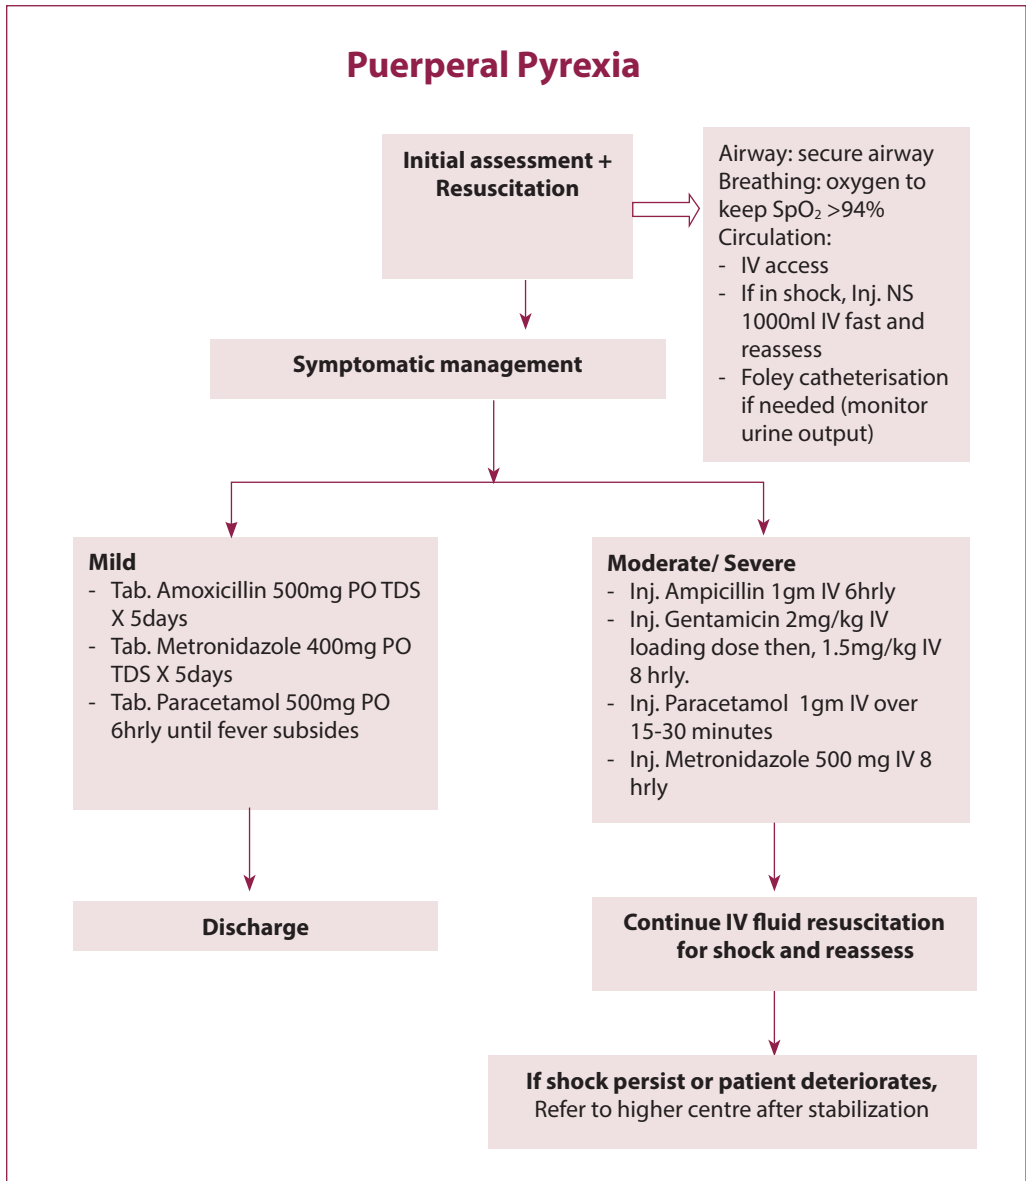 Puerperal Pyrexia
Initial assessment +
Resuscitation
Airway: secure airway
Breathing: oxygen to
keep SpO₂ >94%
Circulation:
- IV access
- If in shock, Inj. NS
1000ml IV fast and
reassess
- Foley catheterisation
if needed (monitor
urine output)
Symptomatic management
Mild
- Tab. Amoxicillin 500mg PO TDS
X 5days
- Tab. Metronidazole 400mg PO
TDS X 5days
- Tab. Paracetamol 500mg PO
6hrly until fever subsides
Moderate/ Severe
- Inj. Ampicillin 1gm IV 6hrly
- Inj. Gentamicin 2mg/kg IV
loading dose then, 1.5mg/kg IV
8 hrly.
- Inj. Paracetamol 1gm IV over
15-30 minutes
- Inj. Metronidazole 500 mg IV 8
hrly
Discharge
Continue IV fluid resuscitation
for shock and reassess
If shock persist or patient deteriorates,
Refer to higher centre after stabilization